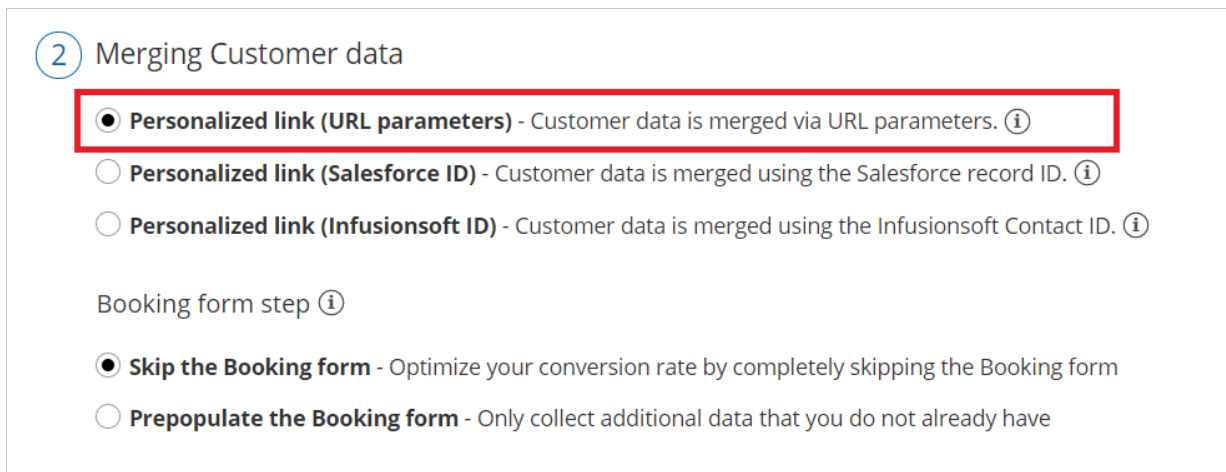 2 Merging Customer data
Personalized link (URL parameters) - Customer data is merged via URL parameters. i
Personalized link (Salesforce ID) - Customer data is merged using the Salesforce record ID. i
Personalized link (Infusionsoft ID) - Customer data is merged using the Infusionsoft Contact ID. i
Booking form step i
Skip the Booking form - Optimize your conversion rate by completely skipping the Booking form
Prepopulate the Booking form - Only collect additional data that you do not already have